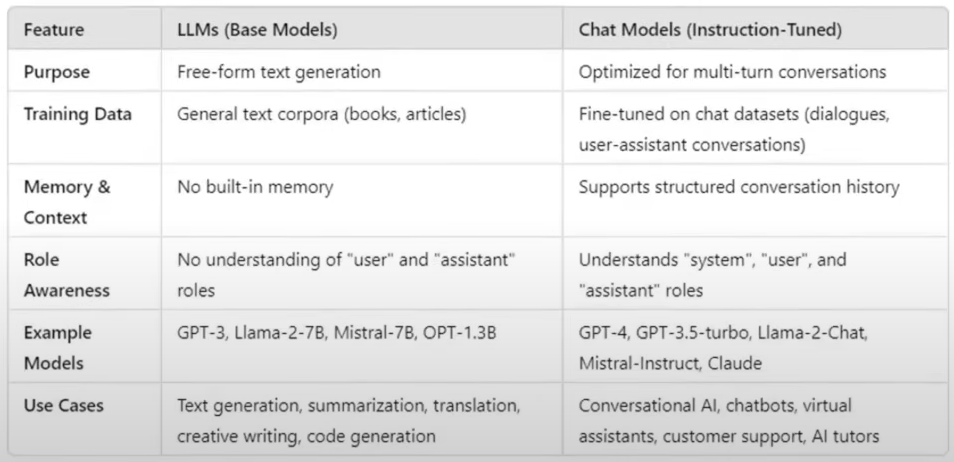 Feature LLMs (Base Models) Chat Models (Instruction-Tuned)
Purpose Free-form text generation Optimized for multi-turn conversations
Training Data General text corpora (books, articles) Fine-tuned on chat datasets (dialogues,
user-assistant conversations)
Memory & No built-in memory Supports structured conversation history
Context
Role No understanding of "user" and "assistant" Understands "system", "user", and
Awareness roles "assistant" roles
Example GPT-3, Llama-2-7B, Mistral-7B, OPT-1.3B GPT-4, GPT-3.5-turbo, Llama-2-Chat,
Models Mistral-Instruct, Claude
Use Cases Text generation, summarization, translation, Conversational AI, chatbots, virtual
creative writing, code generation assistants, customer support, AI tutors